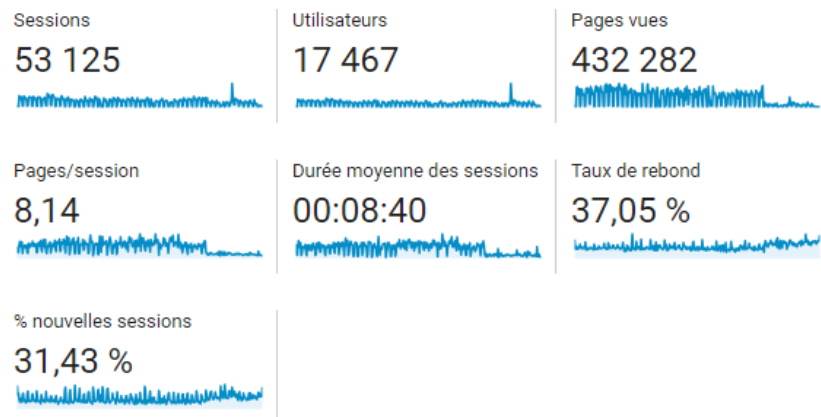 Sessions
53 125
Utilisateurs
17 467
Pages vues
432 282
Pages/session
8,14
Durée moyenne des sessions
00:08:40
Taux de rebond
37,05 %
% nouvelles sessions
31,43 %